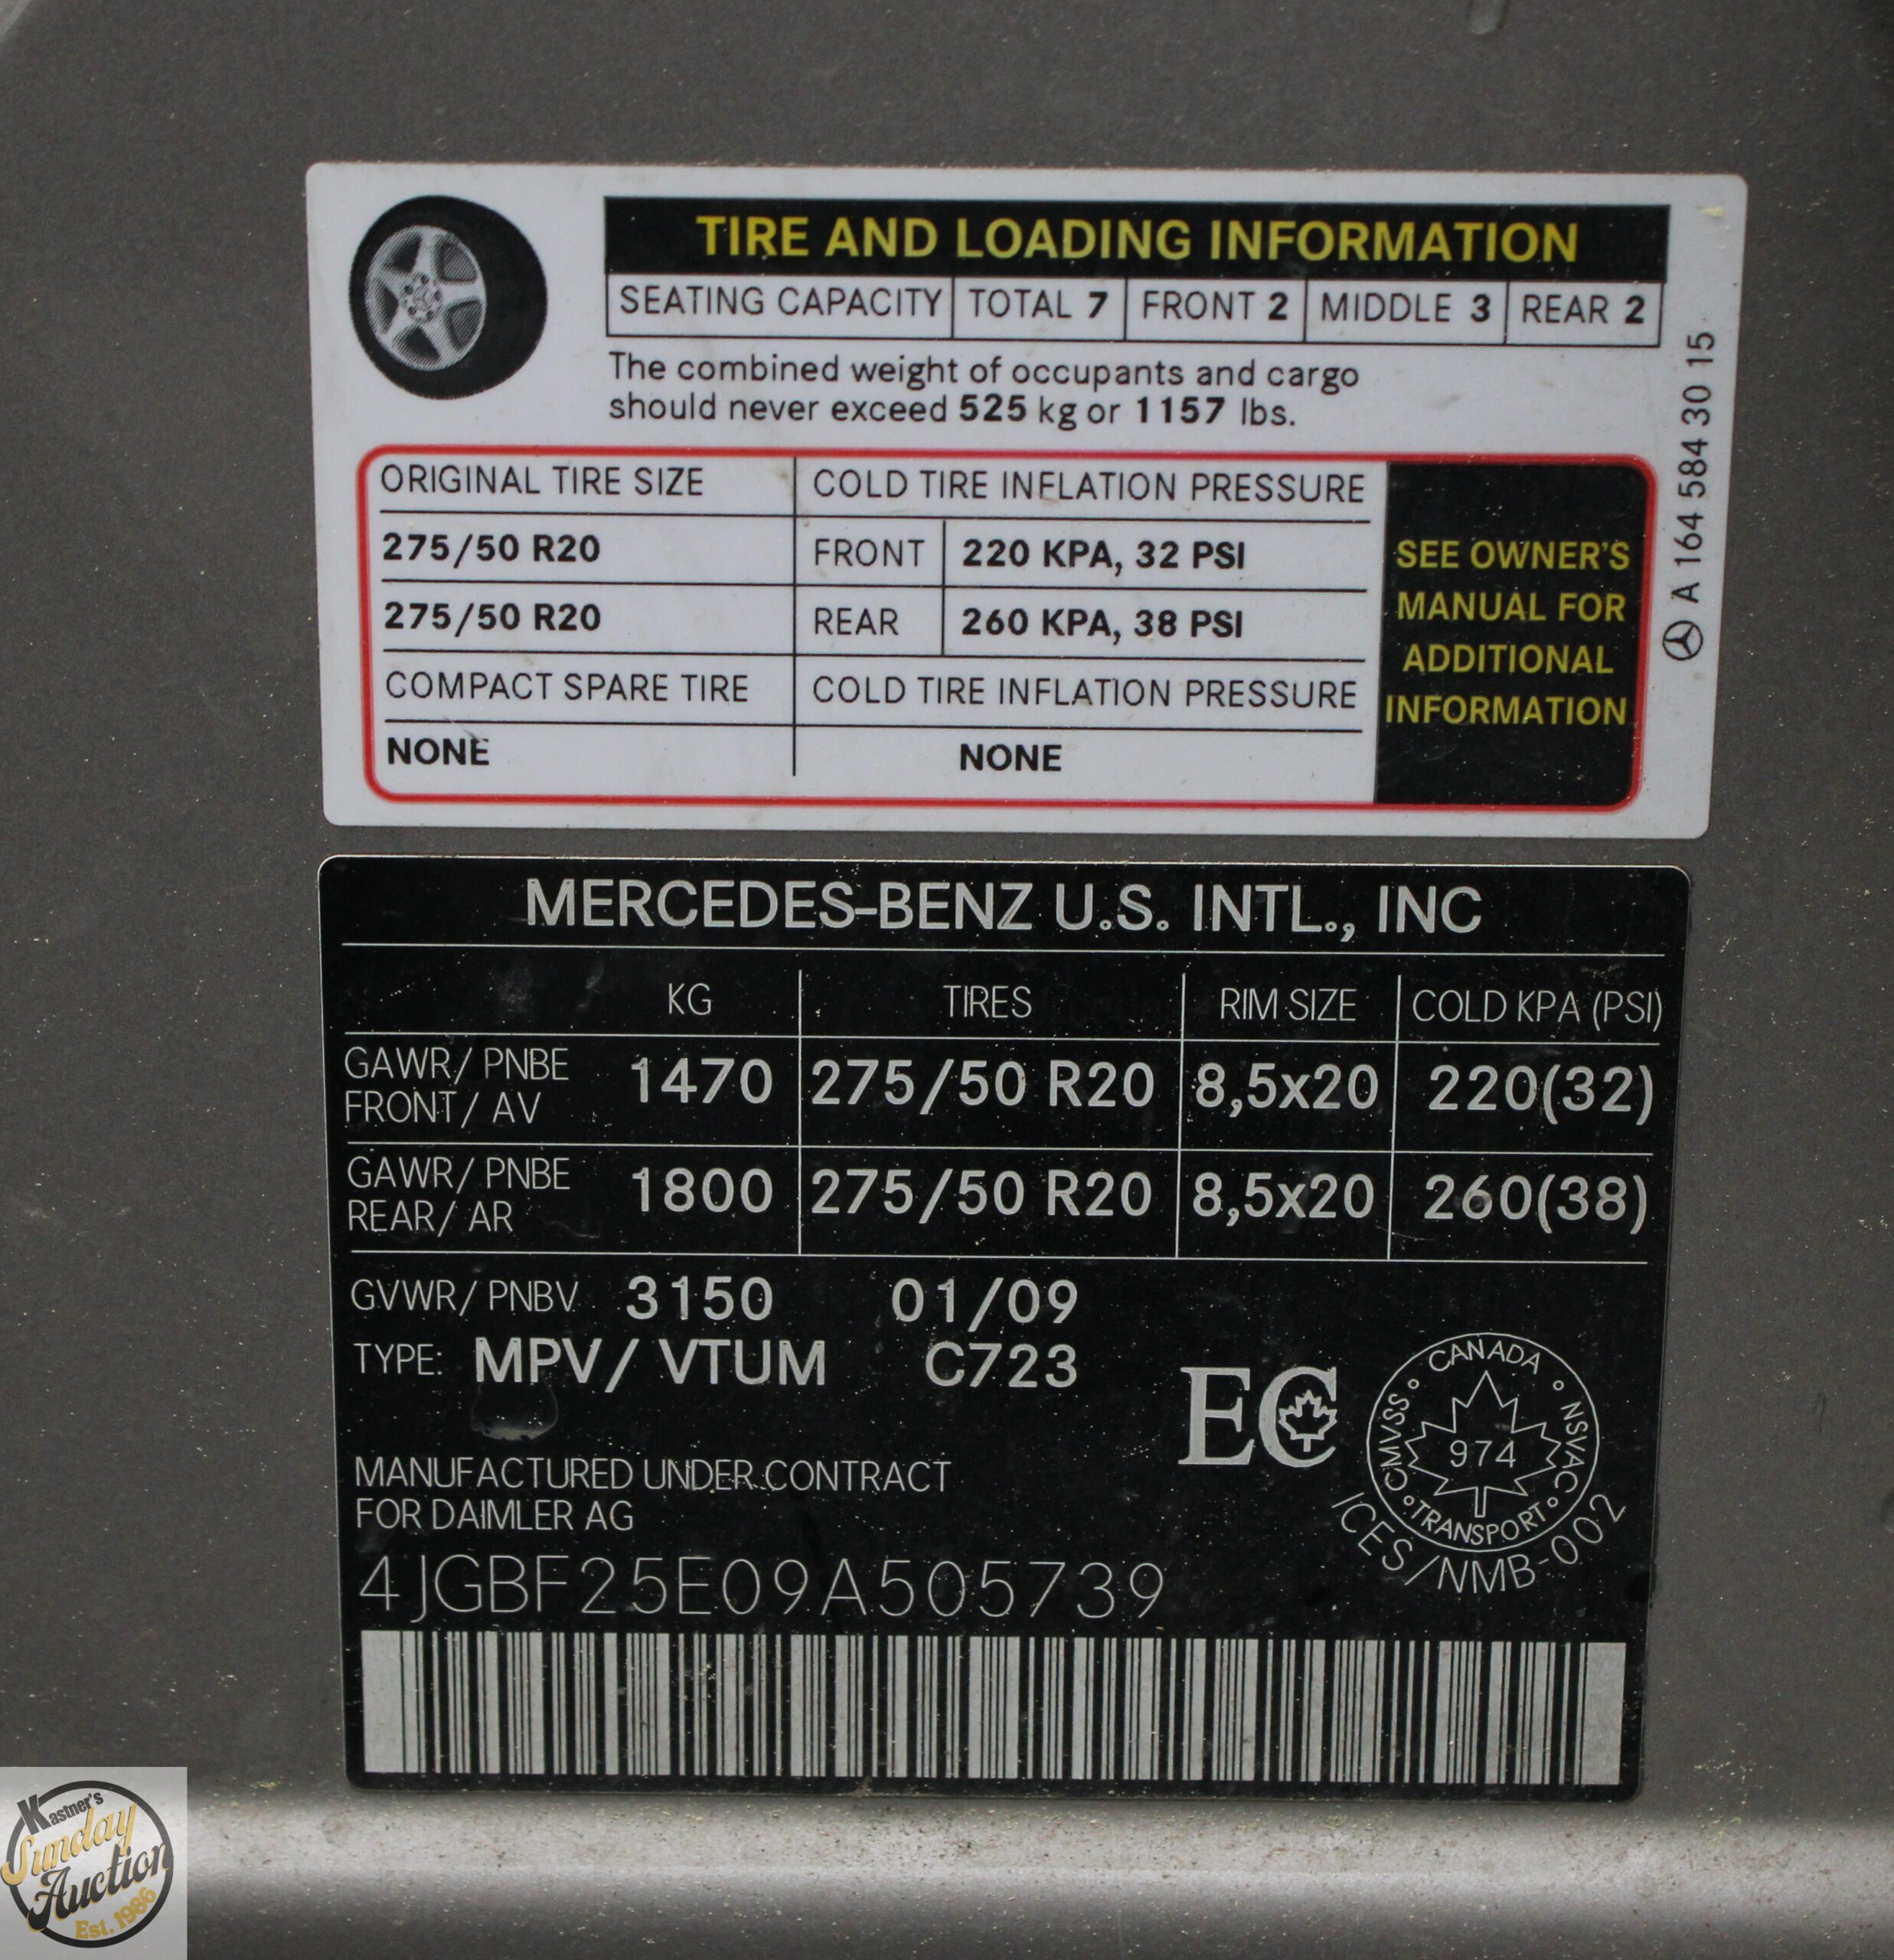 TIRE AND LOADING INFORMATION
SEATING CAPACITY TOTAL 7 FRONT 2 MIDDLE 3 REAR 2
The combined weight of occupants and cargo
should never exceed 525 kg or 1157 lbs.
ORIGINAL TIRE SIZE COLD TIRE INFLATION PRESSURE
275/50 R20 FRONT 220 KPA, 32 PSI
275/50 R20 REAR 260 KPA, 38 PSI
COMPACT SPARE TIRE COLD TIRE INFLATION PRESSURE
NONE NONE
SEE OWNER'S
MANUAL FOR
ADDITIONAL
INFORMATION
A 164 584 30 15
MERCEDES-BENZ U.S. INTL., INC
KG TIRES RIM SIZE COLD KPA (PSI)
GAWR/ PNBE
FRONT/ AV
1470 275/50 R20 8,5x20 220(32)
GAWR/ PNBE
REAR/ AR
1800 275/50 R20 8,5x20 260(38)
GVWR/ PNBV 3150 01/09
TYPE: MPV/ VTUM C723
EC
CANADA
CMVSS NSVAC
974
TRANSPORT
ICES/NMB-002
MANUFACTURED UNDER CONTRACT
FOR DAIMLER AG
4JGBF25E09A505739
Kastner's
Sunday
Auction
Est. 1986